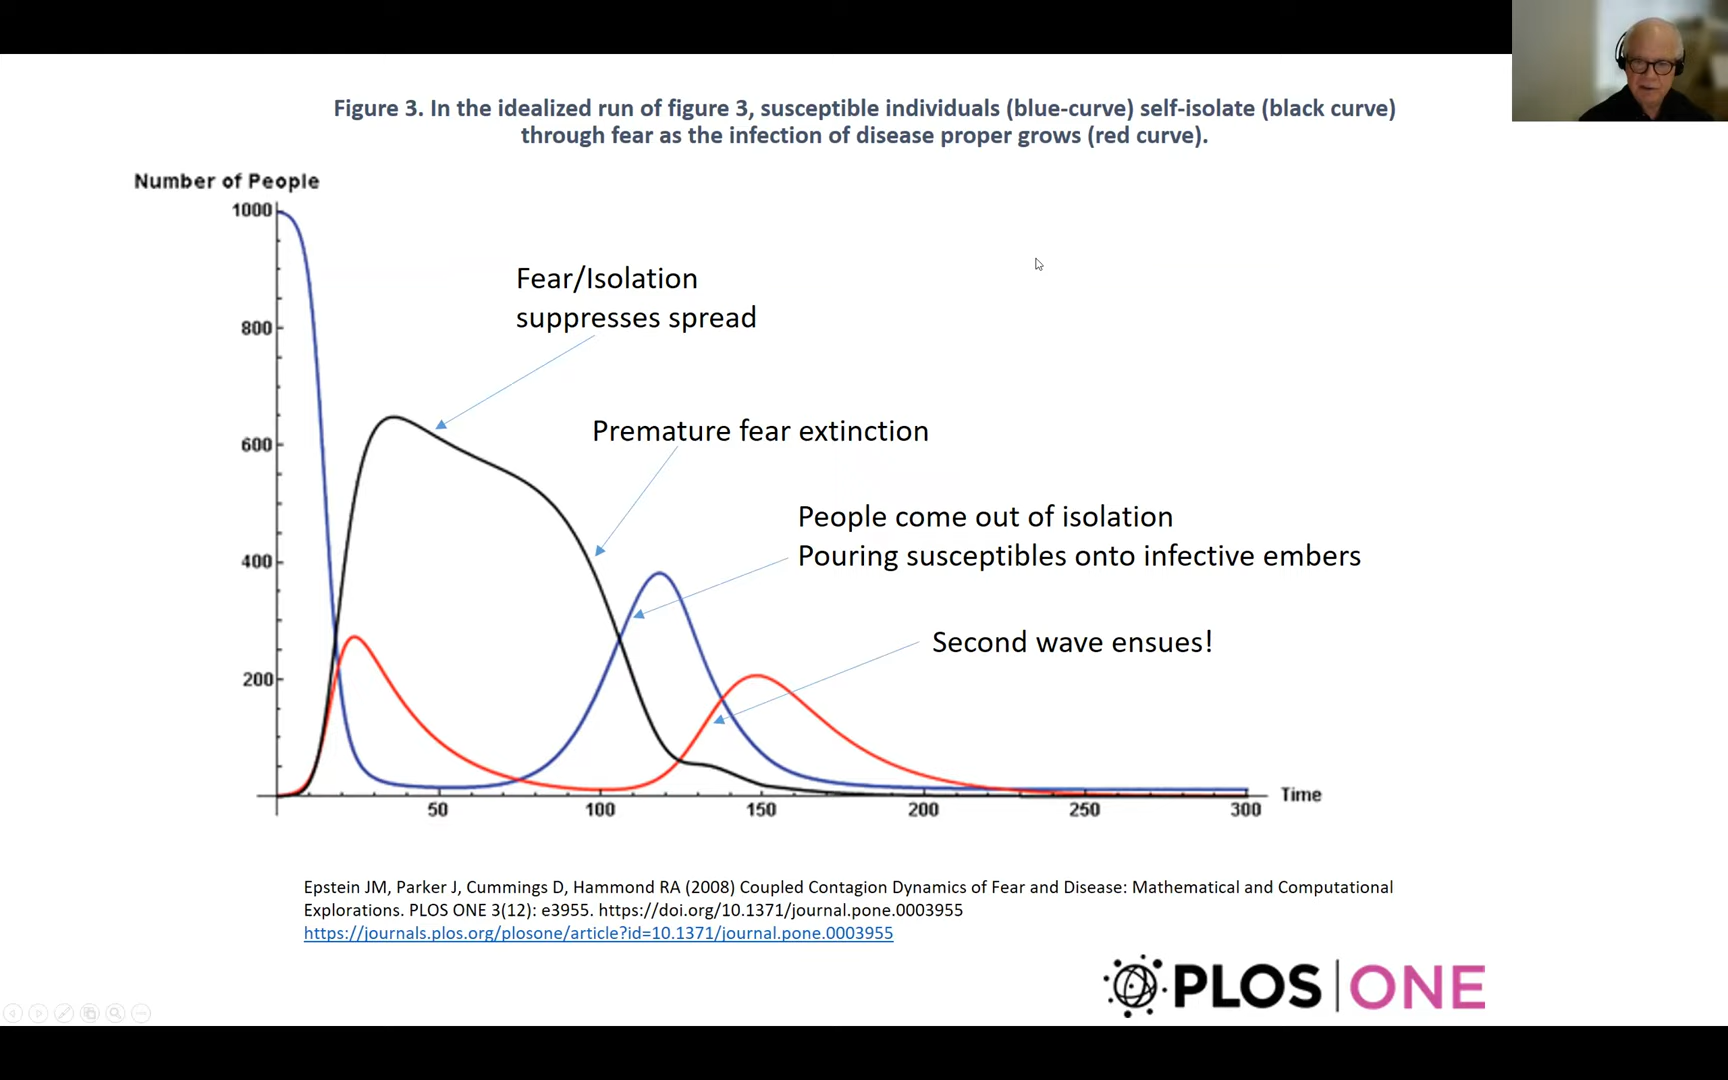 Figure 3. In the idealized run of figure 3, susceptible individuals (blue-curve) self-isolate (black curve)
through fear as the infection of disease proper grows (red curve).
Number of People
1000
800
600
400
200
Fear/Isolation
suppresses spread
Premature fear extinction
People come out of isolation
Pouring susceptibles onto infective embers
Second wave ensues!
50
100
150
200
250
300
Time
Epstein JM, Parker J, Cummings D, Hammond RA (2008) Coupled Contagion Dynamics of Fear and Disease: Mathematical and Computational
Explorations. PLOS ONE 3(12): e3955. https://doi.org/10.1371/journal.pone.0003955
https://journals.plos.org/plosone/article?id=10.1371/journal.pone.0003955
PLOS ONE